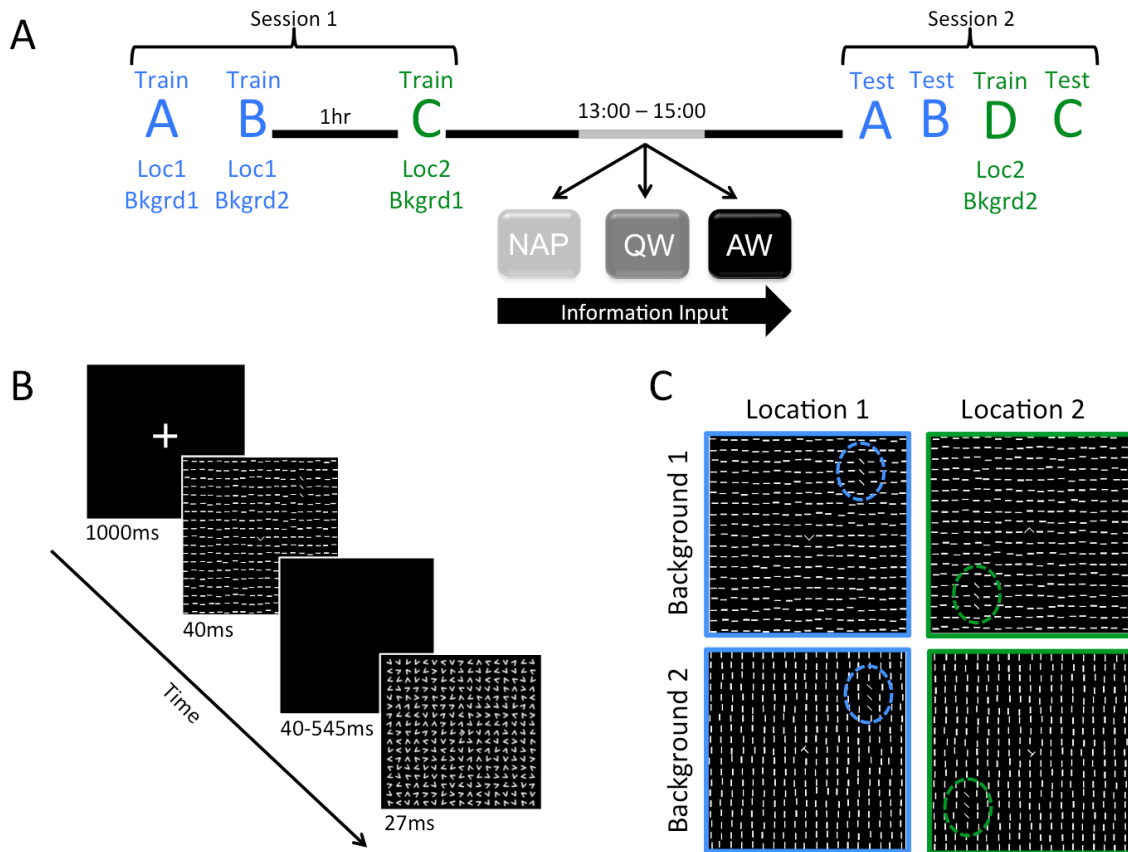 A
Session 1
Session 2
Train Train Train
A B 1hr C 13:00 – 15:00
Loc1 Loc1 Loc2
Bkgrd1 Bkgrd2 Bkgrd1
Test Test Train Test
A B D C
Loc2
Bkgrd2
NAP QW AW
Information Input
B
1000ms
40ms
40-545ms
27ms
Time
C
Location 1 Location 2
Background 1
Background 2